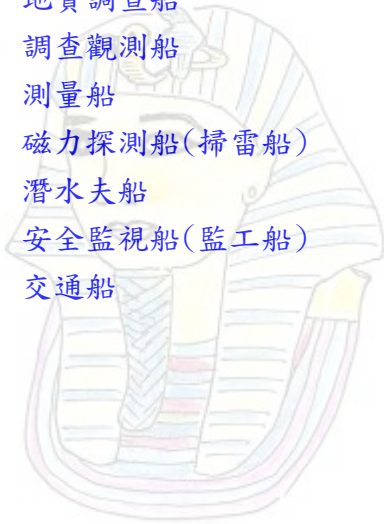 地質調查船
調查觀測船
測量船
磁力探測船(掃雷船)
潛水夫船
安全監視船(監工船)
交通船